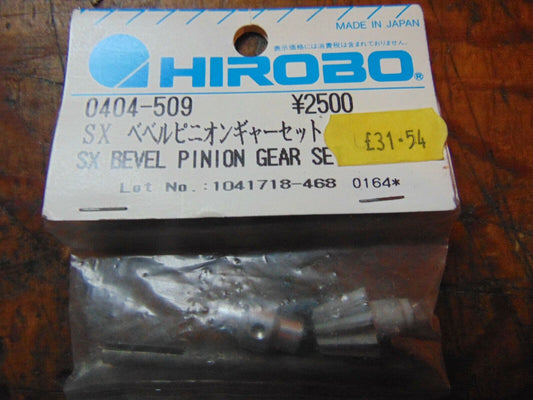 MADE IN JAPAN
表示価格には消費税は含まれておりません。
HIROBO®
0404-509 ¥2500
SX ベベルピニオンギャーセット
£31·54
SX BEVEL PINION GEAR SE
Lot No.:1041718-468 0164*